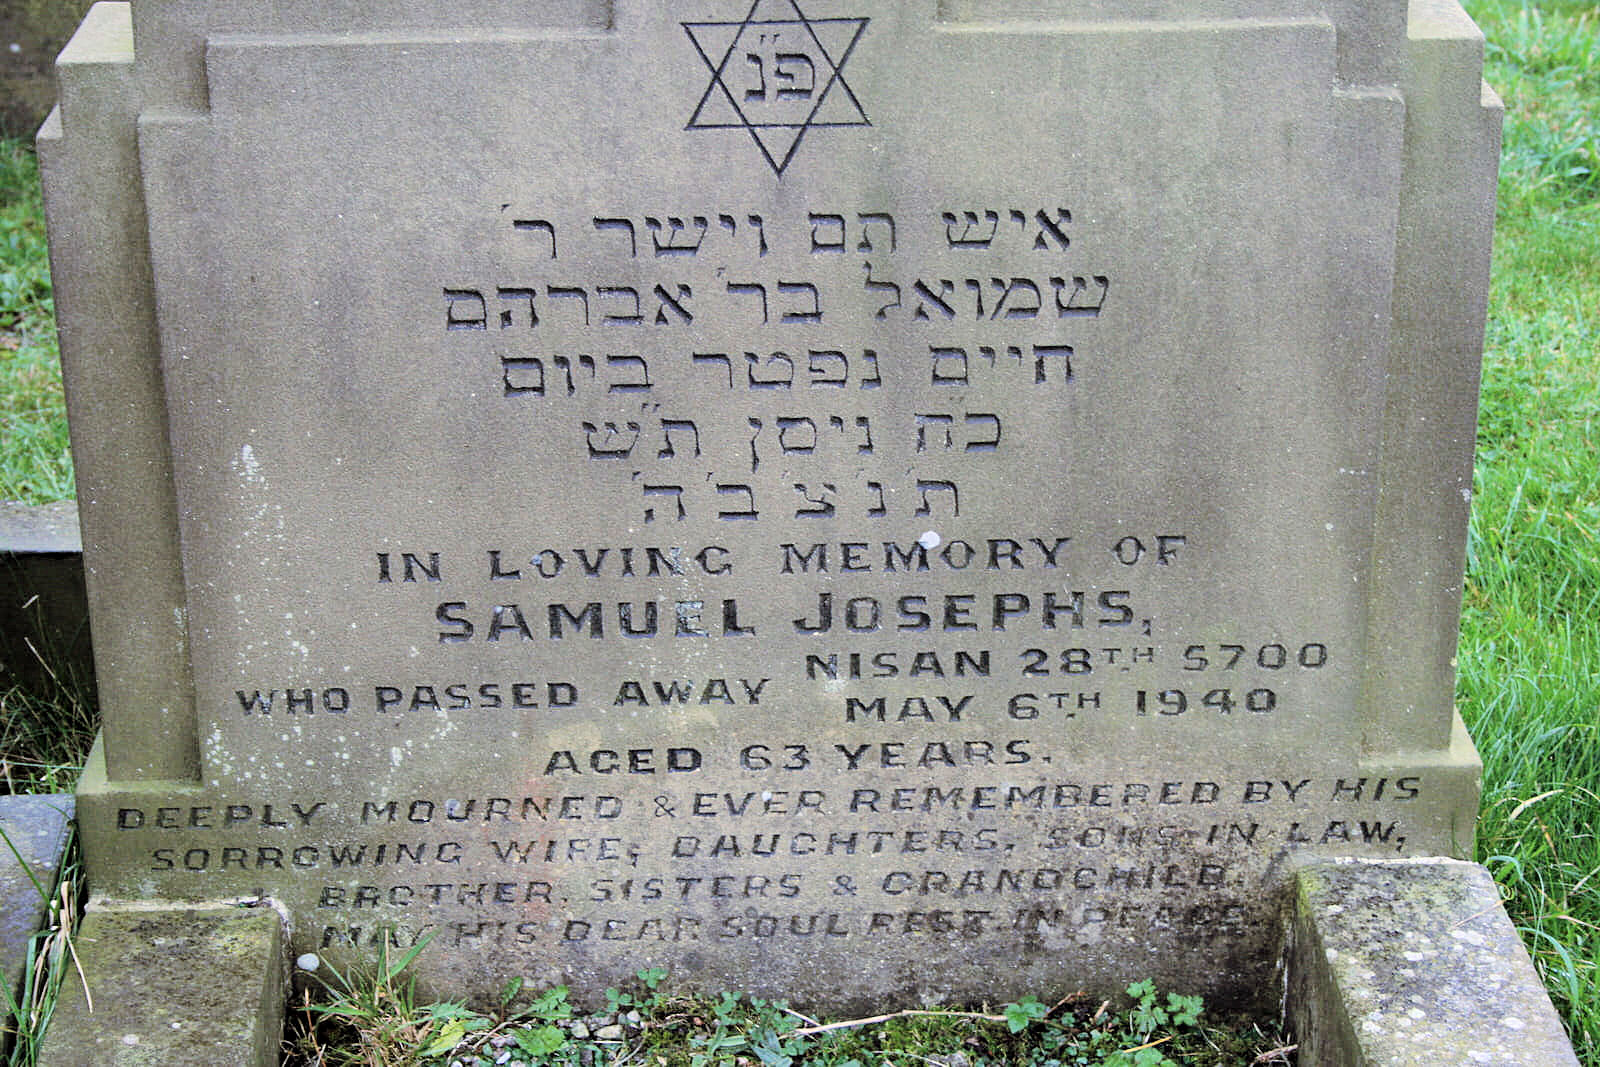 פ״נ
איש תם וישר ר׳
שמואל בר׳ אברהם
חיים נפטר ביום
כ״ח ניסן ת״ש
ת׳ נ׳ צ׳ ב׳ ה׳
IN LOVING MEMORY OF
SAMUEL JOSEPHS,
NISAN 28TH 5700
WHO PASSED AWAY MAY 6TH 1940
AGED 63 YEARS.
DEEPLY MOURNED & EVER REMEMBERED BY HIS
SORROWING WIFE, DAUGHTERS, SONS-IN-LAW,
BROTHER, SISTERS & GRANDCHILD.
MAY HIS DEAR SOUL REST IN PEACE.